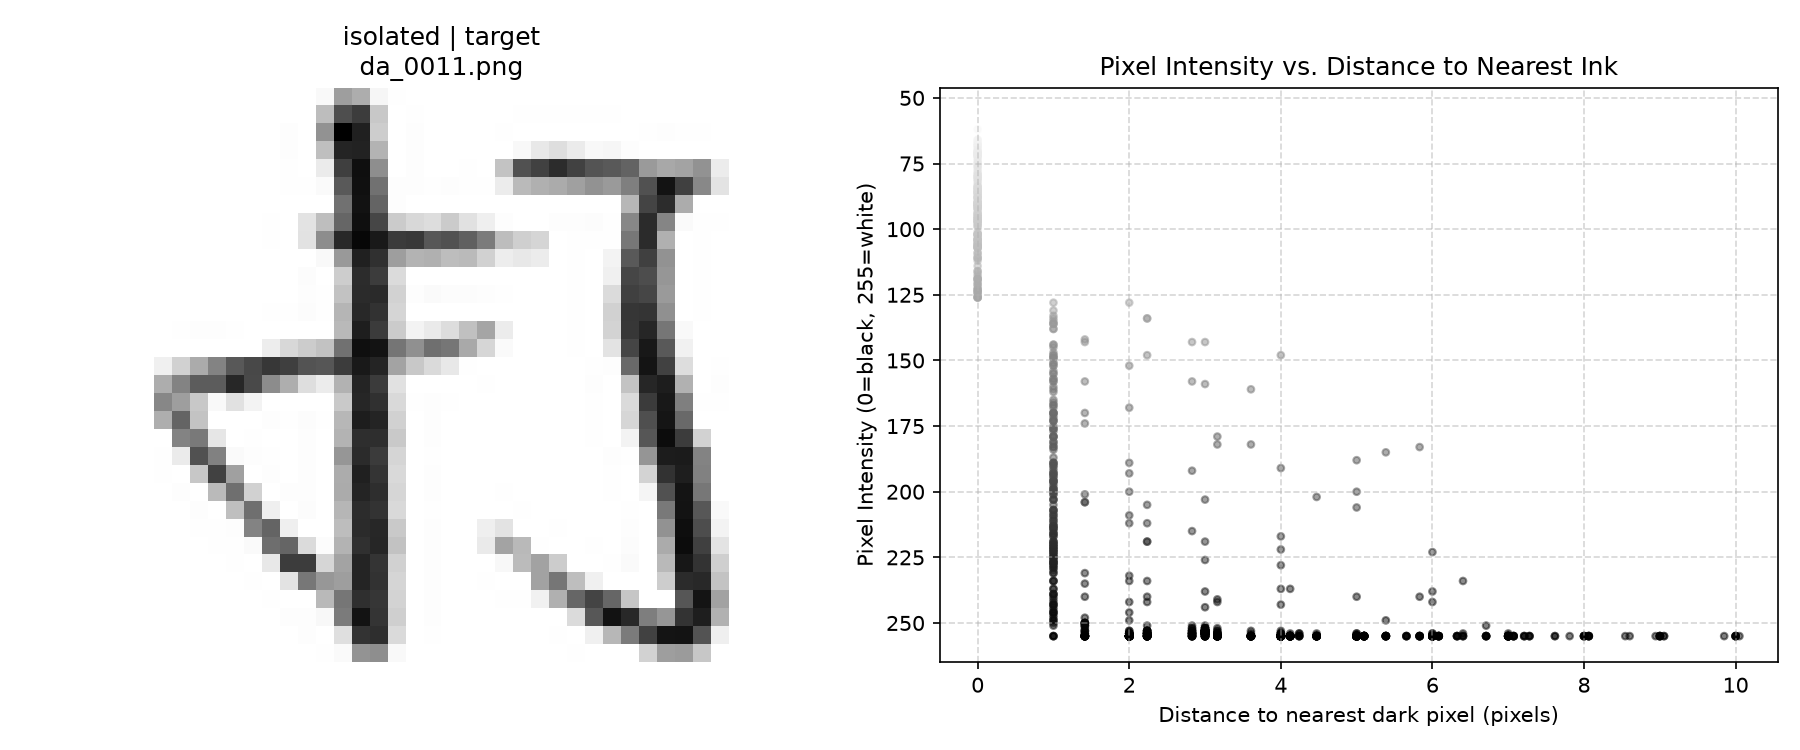 isolated | target
da_0011.png
打
Pixel Intensity vs. Distance to Nearest Ink
Pixel Intensity (0=black, 255=white)
50
75
100
125
150
175
200
225
250
0 2 4 6 8 10
Distance to nearest dark pixel (pixels)